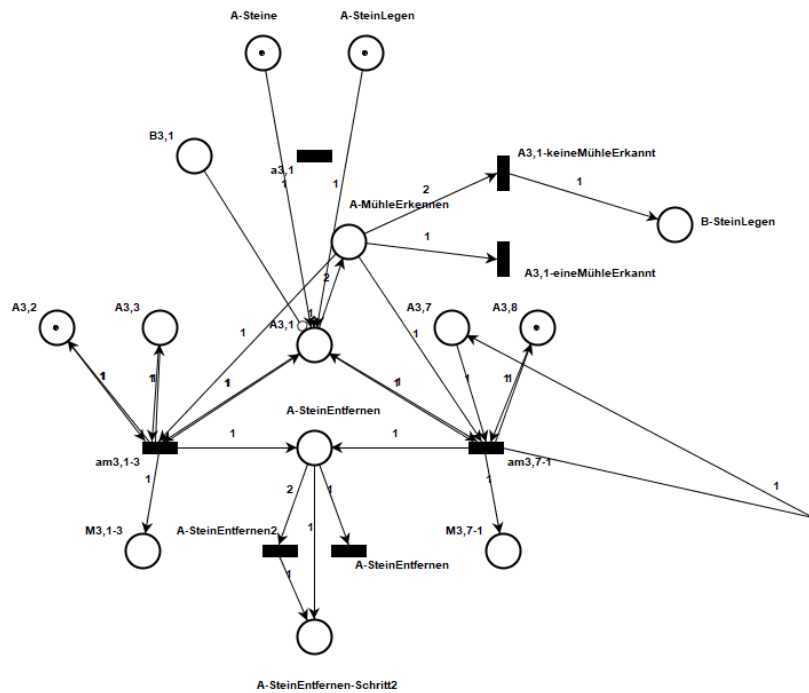 A-Steine
A-SteinLegen
B3,1
a3,1
A3,1-keineMühleErkannt
1
1
2
1
A-MühleErkennen
B-SteinLegen
1
A3,1-eineMühleErkannt
2
A3,2
A3,3
1
A3,1
A3,7
A3,8
1
1
1
11
1
11
1
11
A-SteinEntfernen
1
1
am3,1-3
am3,7-1
1
1
1
2
1
M3,1-3
A-SteinEntfernen2
1
M3,7-1
A-SteinEntfernen
1
A-SteinEntfernen-Schritt2